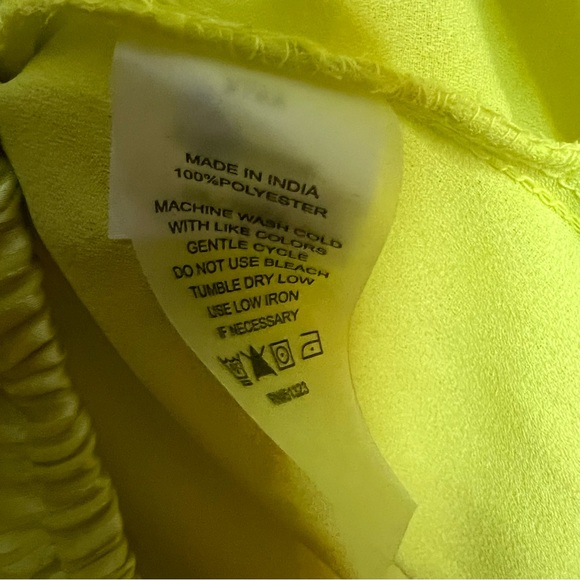 MADE IN INDIA
100%POLYESTER
MACHINE WASH COLD
WITH LIKE COLORS
GENTLE CYCLE
DO NOT USE BLEACH
TUMBLE DRY LOW
USE LOW IRON
IF NECESSARY